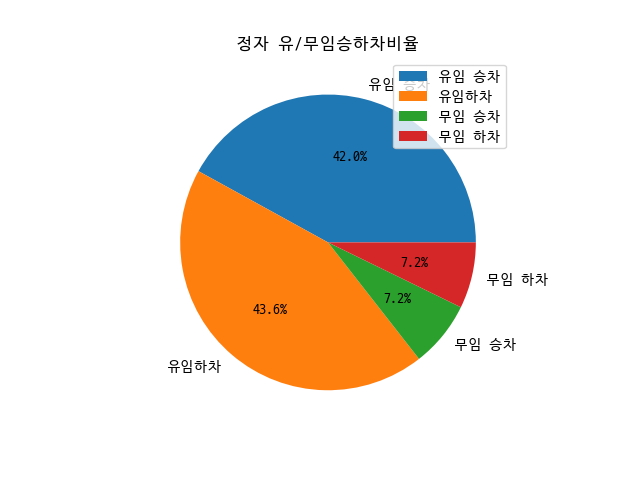 정자 유/무임승하차비율
유임 승차
유임 승차
유임하차
무임 승차
무임 하차
42.0%
7.2%
무임 하차
7.2%
43.6%
무임 승차
유임하차